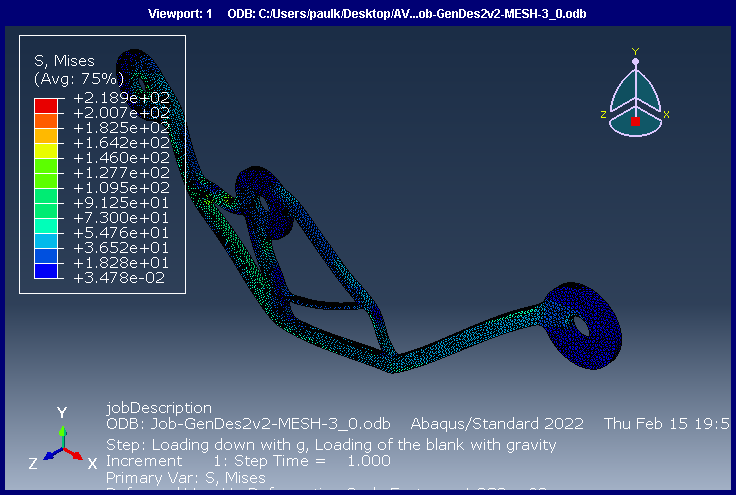 Viewport: 1 ODB: C:/Users/paulk/Desktop/AV...ob-GenDes2v2-MESH-3_0.odb
S, Mises
(Avg: 75%)
+2.189e+02
+2.007e+02
+1.825e+02
+1.642e+02
+1.460e+02
+1.277e+02
+1.095e+02
+9.125e+01
+7.300e+01
+5.476e+01
+3.652e+01
+1.828e+01
+3.478e-02
Y
Z X
Y
Z X
jobDescription
ODB: Job-GenDes2v2-MESH-3_0.odb Abaqus/Standard 2022 Thu Feb 15 19:5
Step: Loading down with g, Loading of the blank with gravity
Increment 1: Step Time = 1.000
Primary Var: S, Mises